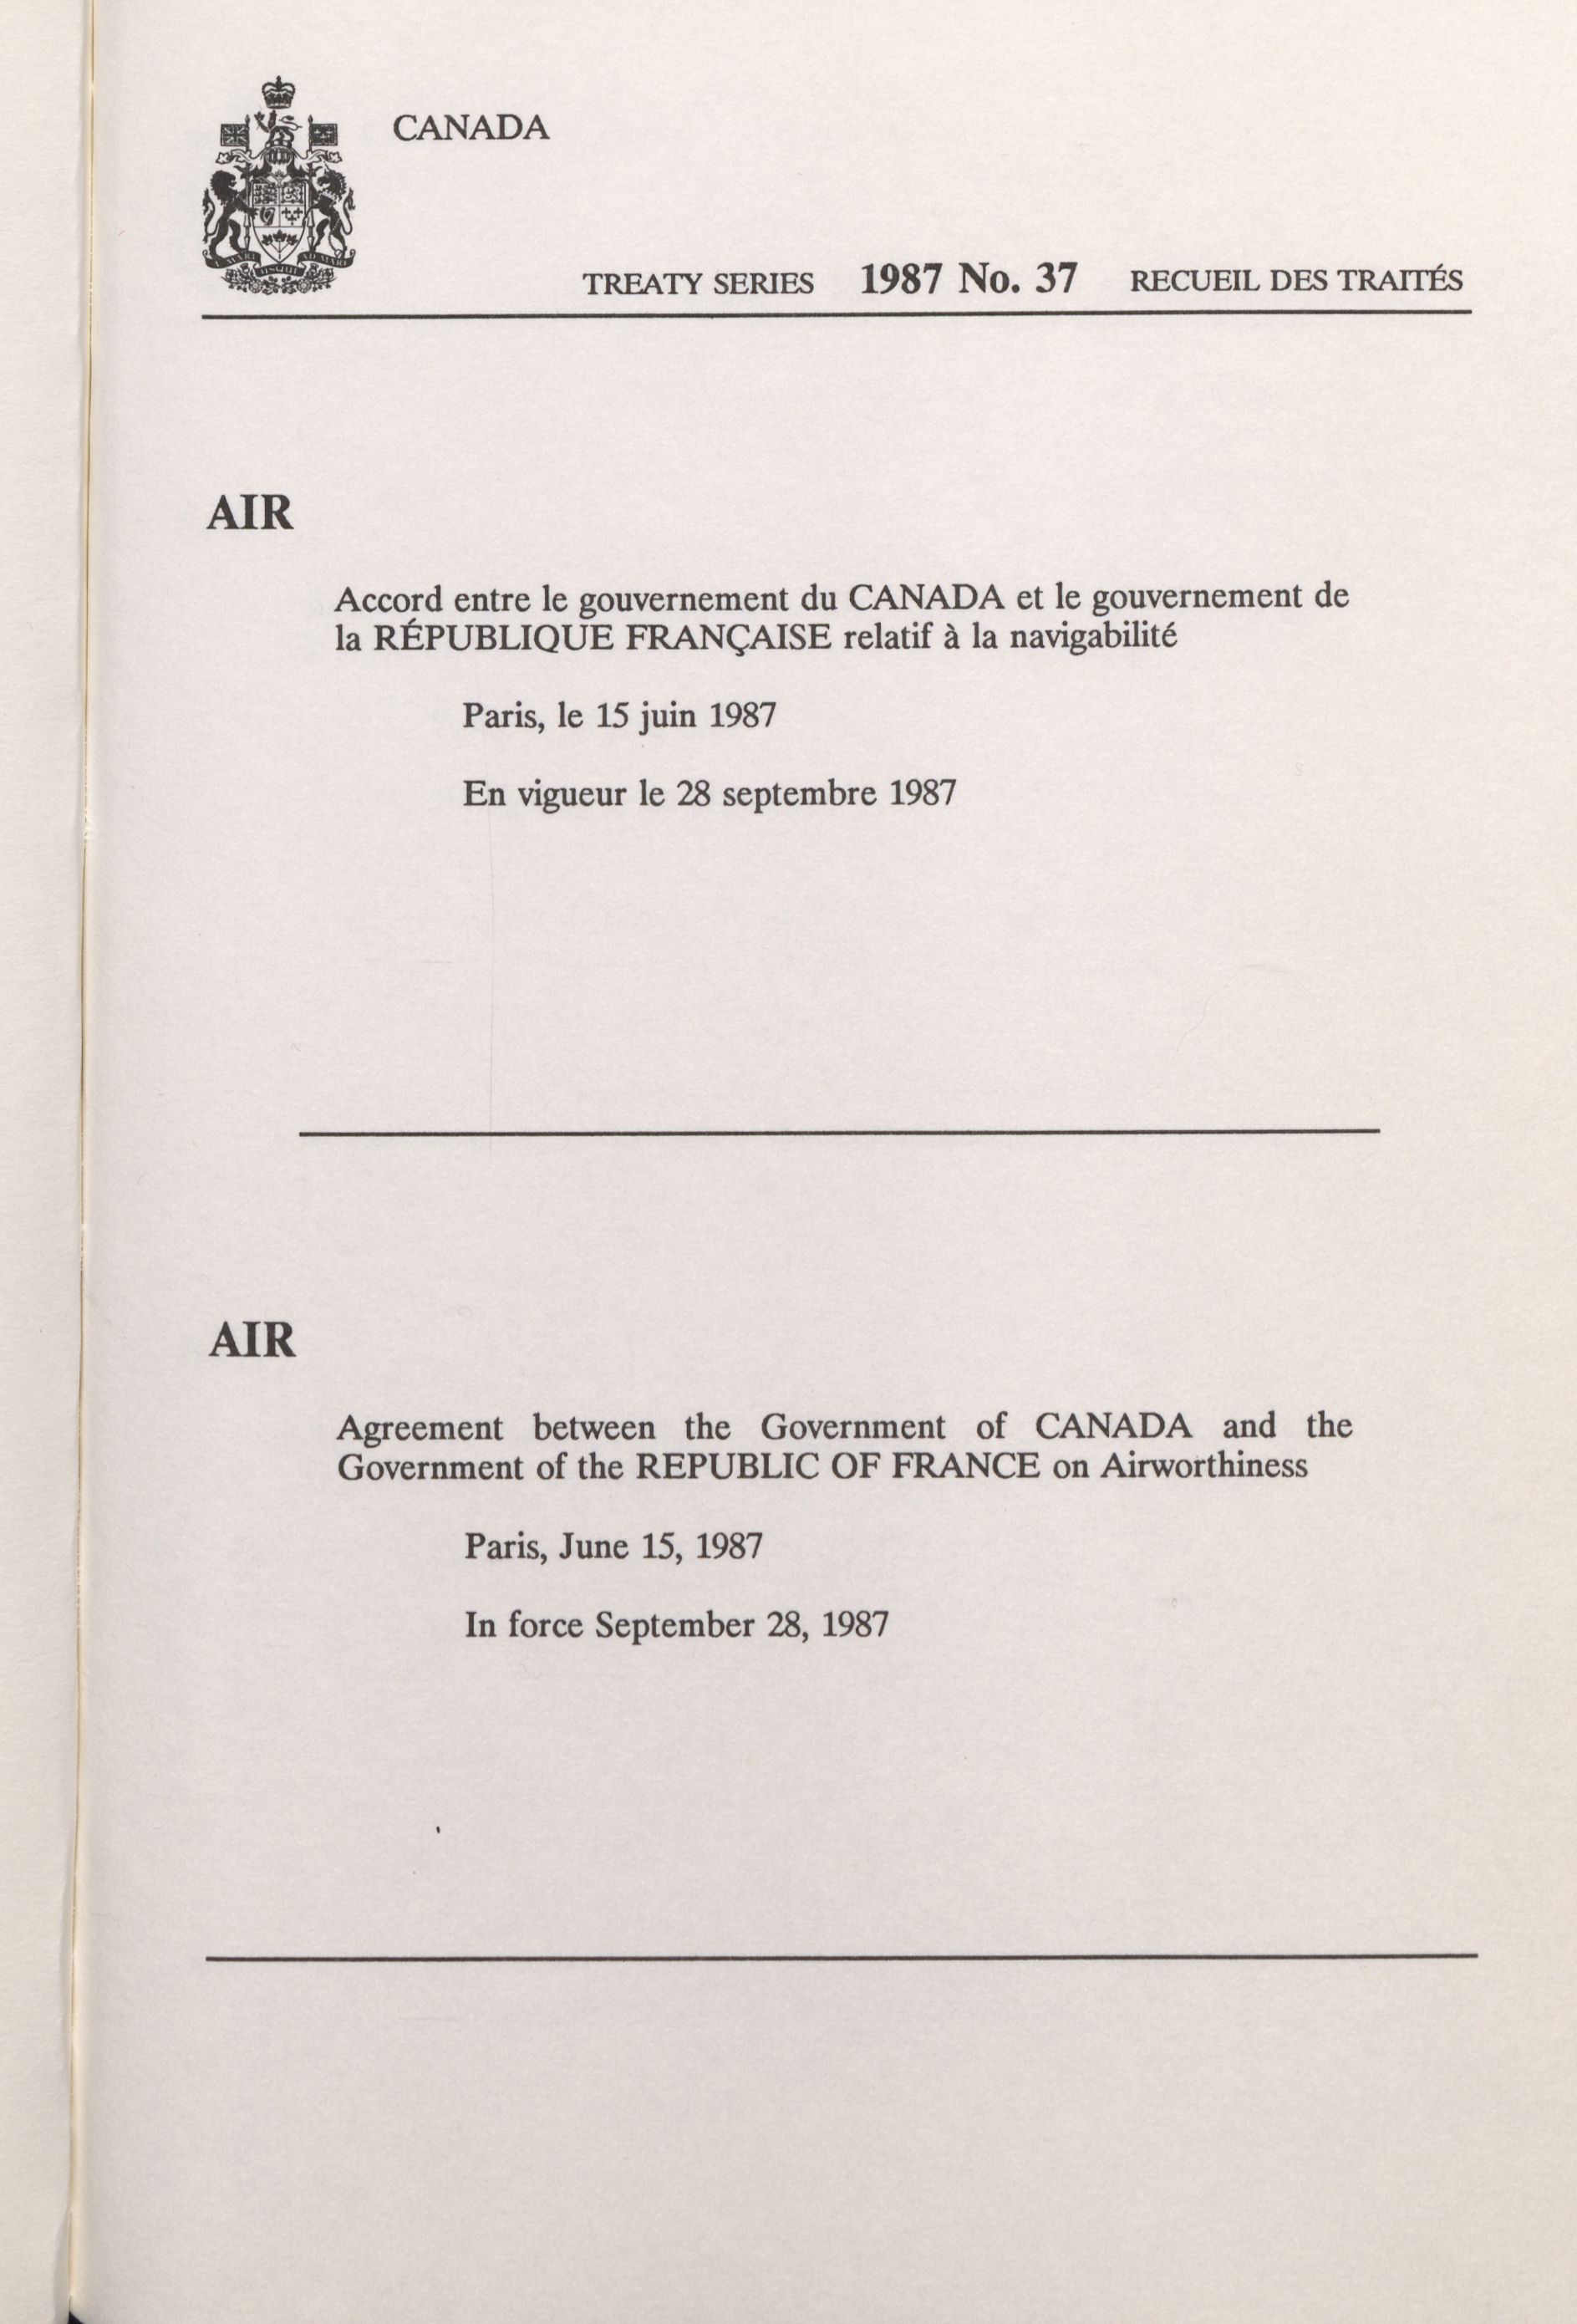 CANADA
TREATY SERIES 1987 No. 37 RECUEIL DES TRAITÉS
AIR
Accord entre le gouvernement du CANADA et le gouvernement de
la RÉPUBLIQUE FRANÇAISE relatif à la navigabilité
Paris, le 15 juin 1987
En vigueur le 28 septembre 1987
AIR
Agreement between the Government of CANADA and the
Government of the REPUBLIC OF FRANCE on Airworthiness
Paris, June 15, 1987
In force September 28, 1987